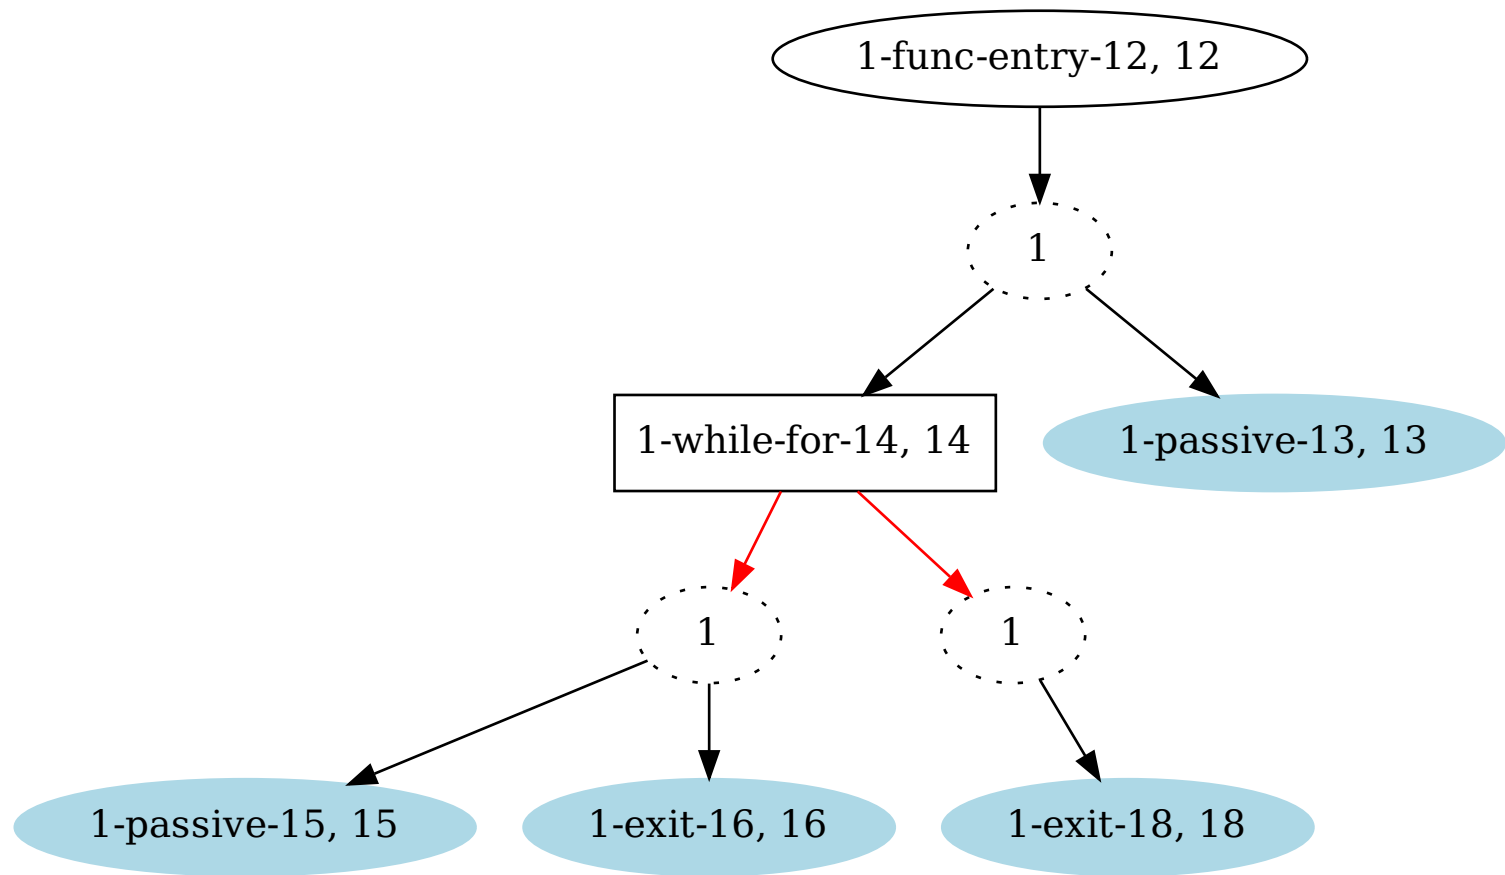 1-func-entry-12, 12
1
1-while-for-14, 14
1-passive-13, 13
1
1
1-passive-15, 15
1-exit-16, 16
1-exit-18, 18